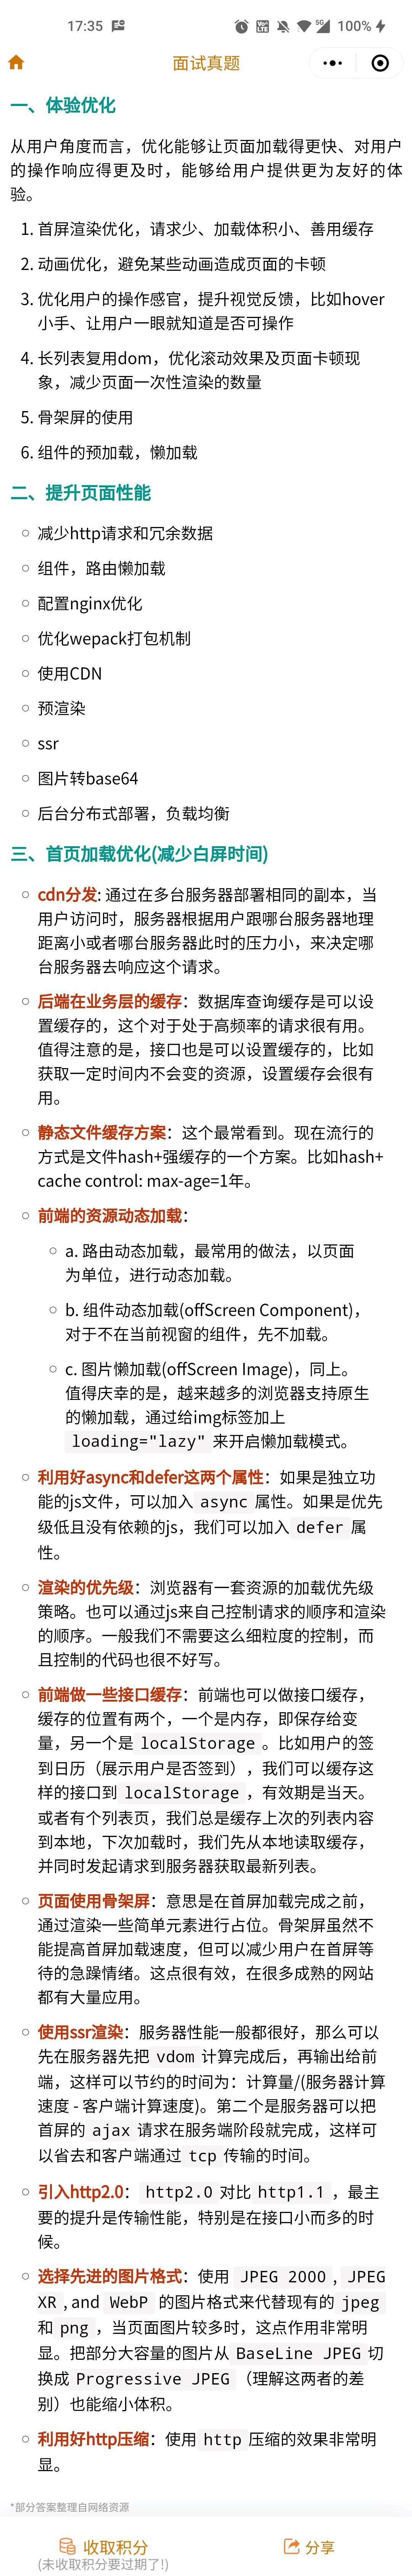 17:35
5G 100%
面试真题
一、体验优化
从用户角度而言，优化能够让页面加载得更快、对用户
的操作响应得更及时，能够给用户提供更为友好的体
验。
1. 首屏渲染优化，请求少、加载体积小、善用缓存
2. 动画优化，避免某些动画造成页面的卡顿
3. 优化用户的操作感官，提升视觉反馈，比如hover
小手、让用户一眼就知道是否可操作
4. 长列表复用dom，优化滚动效果及页面卡顿现
象，减少页面一次性渲染的数量
5. 骨架屏的使用
6. 组件的预加载，懒加载
二、提升页面性能
减少http请求和冗余数据
组件，路由懒加载
配置nginx优化
优化wepack打包机制
使用CDN
预渲染
ssr
图片转base64
后台分布式部署，负载均衡
三、首页加载优化(减少白屏时间)
cdn分发: 通过在多台服务器部署相同的副本，当
用户访问时，服务器根据用户跟哪台服务器地理
距离小或者哪台服务器此时的压力小，来决定哪
台服务器去响应这个请求。
后端在业务层的缓存：数据库查询缓存是可以设
置缓存的，这个对于处于高频率的请求很有用。
值得注意的是，接口也是可以设置缓存的，比如
获取一定时间内不会变的资源，设置缓存会很有
用。
静态文件缓存方案：这个最常看到。现在流行的
方式是文件hash+强缓存的一个方案。比如hash+
cache control: max-age=1年。
前端的资源动态加载：
a. 路由动态加载，最常用的做法，以页面
为单位，进行动态加载。
b. 组件动态加载(offScreen Component)，
对于不在当前视窗的组件，先不加载。
c. 图片懒加载(offScreen Image)，同上。
值得庆幸的是，越来越多的浏览器支持原生
的懒加载，通过给img标签加上
loading="lazy" 来开启懒加载模式。
利用好async和defer这两个属性：如果是独立功
能的js文件，可以加入 async 属性。如果是优先
级低且没有依赖的js，我们可以加入 defer 属
性。
渲染的优先级：浏览器有一套资源的加载优先级
策略。也可以通过js来自己控制请求的顺序和渲染
的顺序。一般我们不需要这么细粒度的控制，而
且控制的代码也很不好写。
前端做一些接口缓存：前端也可以做接口缓存，
缓存的位置有两个，一个是内存，即保存给变
量，另一个是 localStorage 。比如用户的签
到日历（展示用户是否签到），我们可以缓存这
样的接口到 localStorage ，有效期是当天。
或者有个列表页，我们总是缓存上次的列表内容
到本地，下次加载时，我们先从本地读取缓存，
并同时发起请求到服务器获取最新列表。
页面使用骨架屏：意思是在首屏加载完成之前，
通过渲染一些简单元素进行占位。骨架屏虽然不
能提高首屏加载速度，但可以减少用户在首屏等
待的急躁情绪。这点很有效，在很多成熟的网站
都有大量应用。
使用ssr渲染：服务器性能一般都很好，那么可以
先在服务器先把 vdom 计算完成后，再输出给前
端，这样可以节约的时间为：计算量/(服务器计算
速度 - 客户端计算速度)。第二个是服务器可以把
首屏的 ajax 请求在服务端阶段就完成，这样可
以省去和客户端通过 tcp 传输的时间。
引入http2.0： http2.0 对比 http1.1 ，最主
要的提升是传输性能，特别是在接口小而多的时
候。
选择先进的图片格式：使用 JPEG 2000 , JPEG
XR , and WebP 的图片格式来代替现有的 jpeg
和 png ，当页面图片较多时，这点作用非常明
显。把部分大容量的图片从 BaseLine JPEG 切
换成 Progressive JPEG （理解这两者的差
别）也能缩小体积。
利用好http压缩：使用 http 压缩的效果非常明
显。
*部分答案整理自网络资源
收取积分
(未收取积分要过期了!)
分享